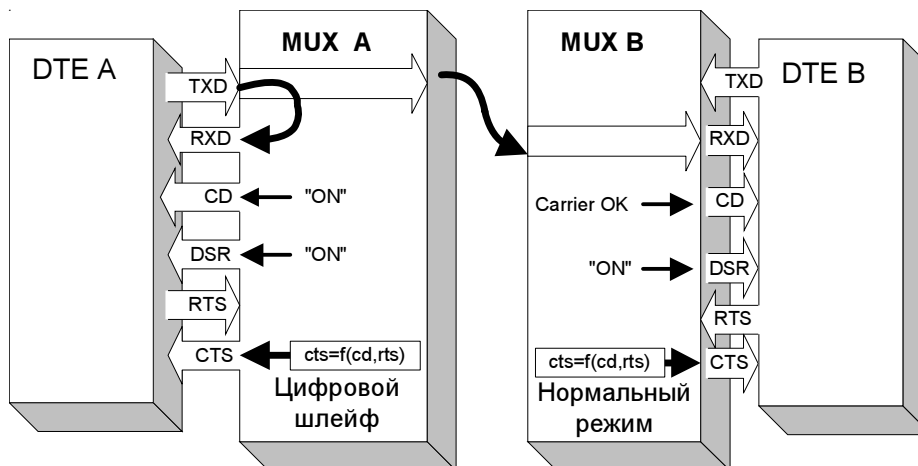 DTE A
MUX A
MUX B
DTE B
TXD
RXD
CD
"ON"
DSR
"ON"
RTS
CTS
cts=f(cd,rts)
Цифровой
шлейф
TXD
RXD
Carrier OK
CD
"ON"
DSR
RTS
cts=f(cd,rts)
CTS
Нормальный
режим